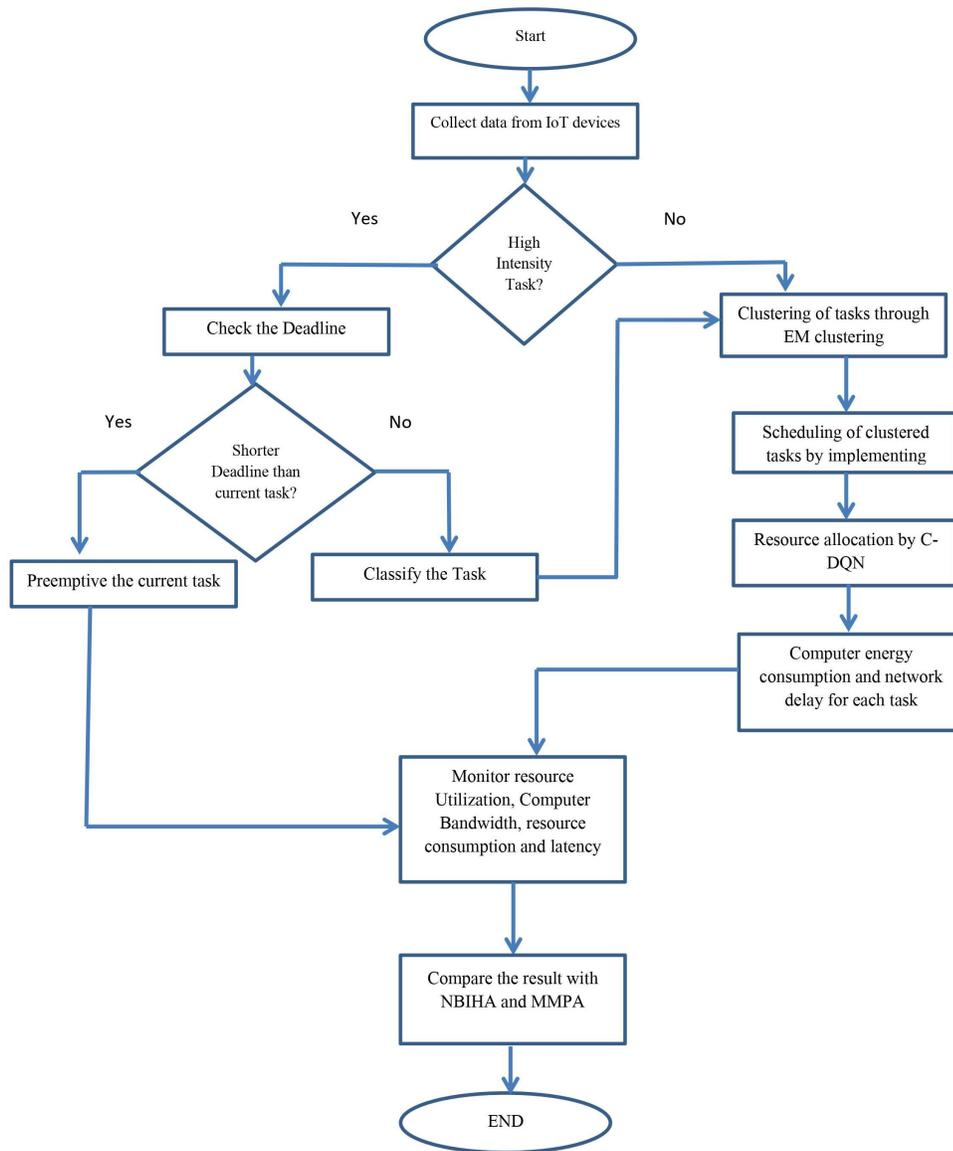 Start
Collect data from IoT devices
Yes
No
High
Intensity
Task?
Check the Deadline
Clustering of tasks through
EM clustering
Yes
No
Shorter
Deadline than
current task?
Scheduling of clustered
tasks by implementing
Resource allocation by C-
DQN
Preemptive the current task
Classify the Task
Computer energy
consumption and network
delay for each task
Monitor resource
Utilization, Computer
Bandwidth, resource
consumption and latency
Compare the result with
NBIHA and MMPA
END